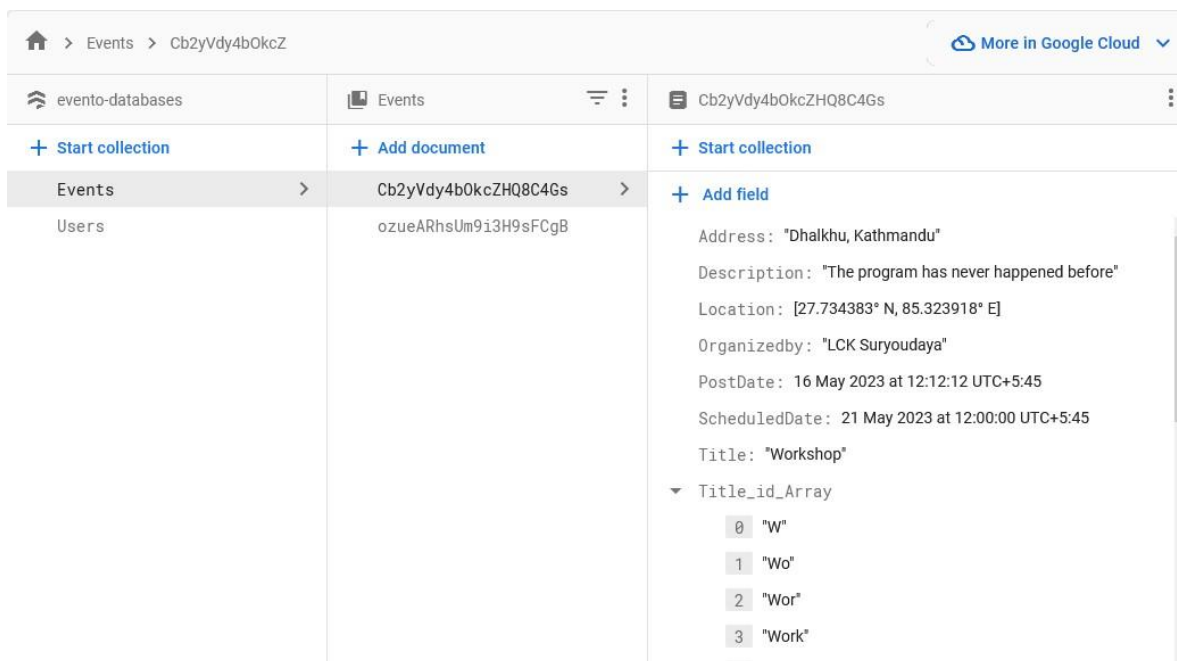 Events > Cb2yVdy4bOkcZ
More in Google Cloud
evento-databases
Events
Cb2yVdy4bOkcZHQ8C4Gs
+ Start collection
+ Add document
+ Start collection
Events
Users
Cb2yVdy4bOkcZHQ8C4Gs
ozueARhsUm9i3H9sFCgB
+ Add field
Address: "Dhalkhu, Kathmandu"
Description: "The program has never happened before"
Location: [27.734383° N, 85.323918° E]
Organizedby: "LCK Suryoudaya"
PostDate: 16 May 2023 at 12:12:12 UTC+5:45
ScheduledDate: 21 May 2023 at 12:00:00 UTC+5:45
Title: "Workshop"
Title_id_Array
0 "W"
1 "Wo"
2 "Wor"
3 "Work"